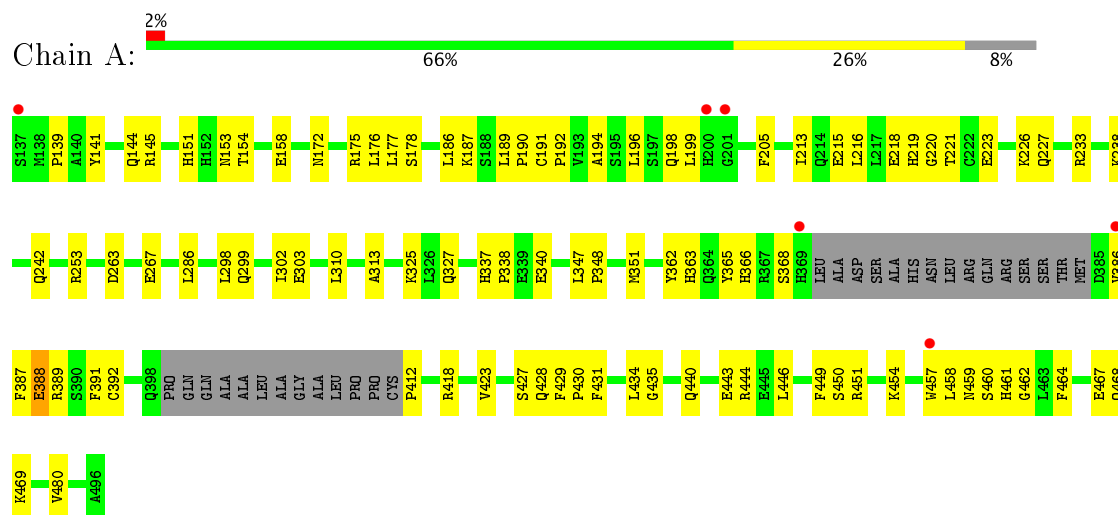 2%
Chain A:
66% 26% 8%
S137 M138 P139 A140 Y141 Q144 R145 H151 H152 N153 T154 E158 N172 R175 L176 L177 S178 L186 K187 S188 L189 P190 C191 P192 V193 A194 S195 L196 S197 Q198 L199 H200 G201 F205 I213 Q214 E215 L216 L217 E218 H219 G220 T221 C222 E223 K226 Q227 R233 K238
Q242 R253 D263 E267 L286 L298 Q299 I302 E303 L310 A313 K325 L326 Q327 H337 P338 E339 E340 L347 P348 M351 Y362 H363 Q364 Y365 H366 R367 S368 H369 LEU ALA ASP SER ALA HIS ASN LEU ARG GLN ARG SER SER THR MET D385 V386
F387 E388 R389 S390 F391 C392 Q398 PRO GLN GLN ALA ALA LEU ALA GLY ALA LEU PRO PRO CYS P412 R418 V423 S427 Q428 F429 P430 F431 L434 G435 Q440 E443 R444 E445 L446 F449 S450 R451 K454 W457 L458 N459 S460 H461 G462 L463 F464 E467 Q468
K469 V480 A496